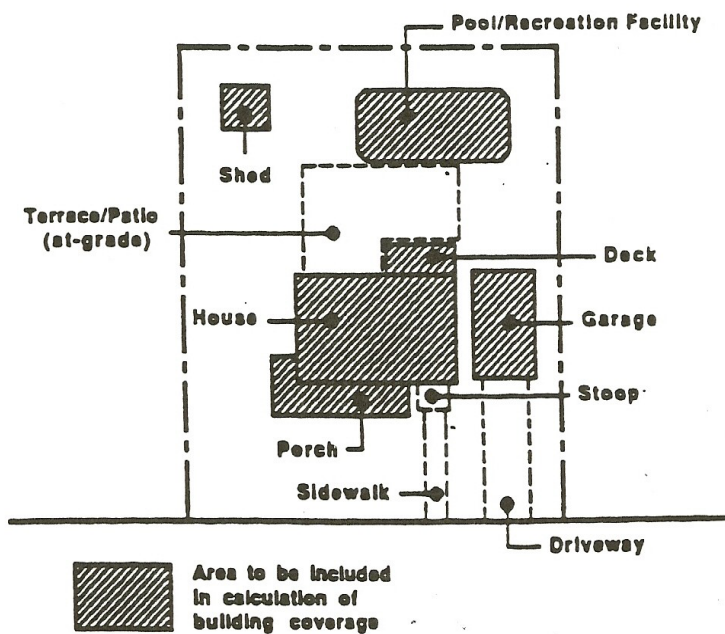 Pool/Recreation Facility
Shed
Terrace/Patio
(at-grade)
Deck
House
Garage
Stoop
Porch
Sidewalk
Driveway
Area to be included
in calculation of
building coverage